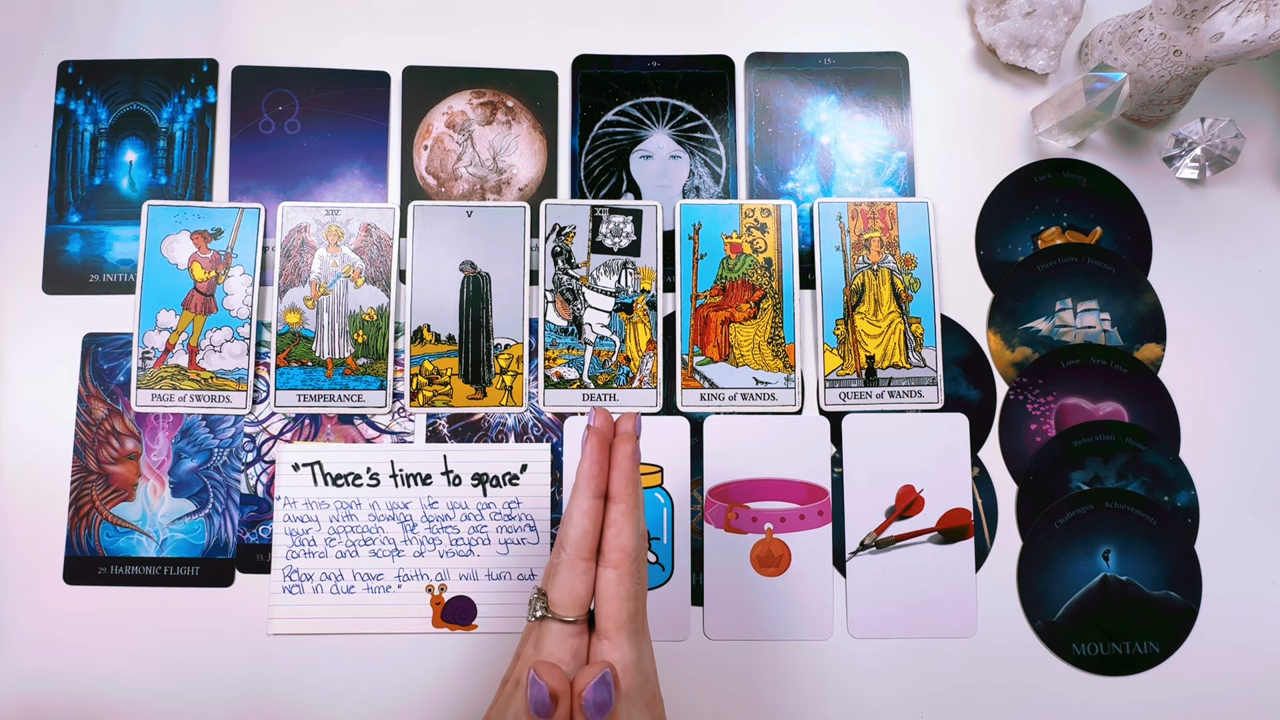 · 9 ·
· 15 ·
29. INITIA
PAGE of SWORDS.
XIV
TEMPERANCE.
V
XIII
DEATH.
KING of WANDS.
QUEEN of WANDS.
Luck · Money
Directions · Journey
Love · New Love
Relocation · Home
Challenges · Achievements
MOUNTAIN
29. HARMONIC FLIGHT
33. J
"There's time to spare"
"At this point in your life you can get
away with slowing down and relaxing
your approach. The fates are moving
and re-ordering things beyond your
control and scope of vision.
Relax and have faith, all will turn out
well in due time."